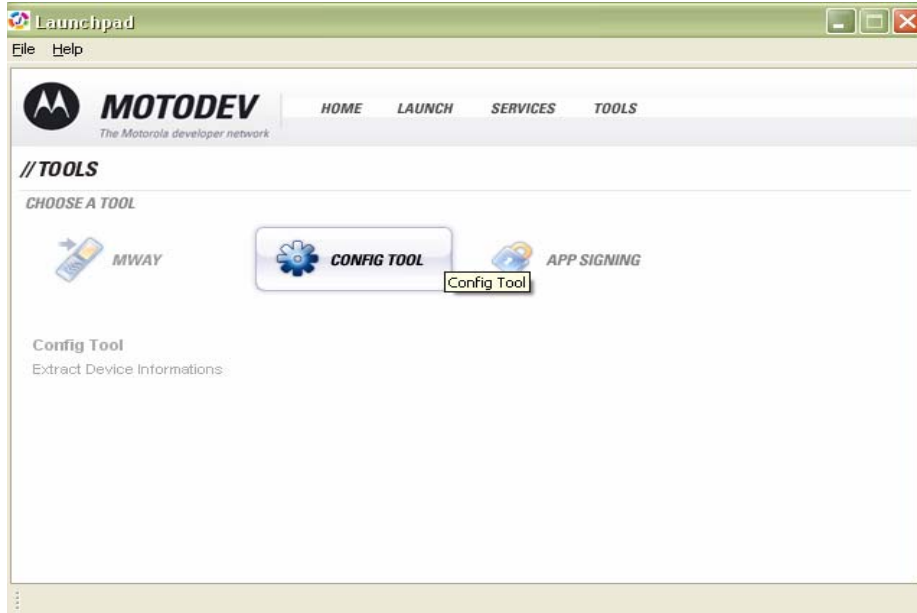 Launchpad
File Help
MOTODEV
The Motorola developer network
HOME LAUNCH SERVICES TOOLS
//TOOLS
CHOOSE A TOOL
MWAY
CONFIG TOOL
APP SIGNING
Config Tool
Config Tool
Extract Device Informations